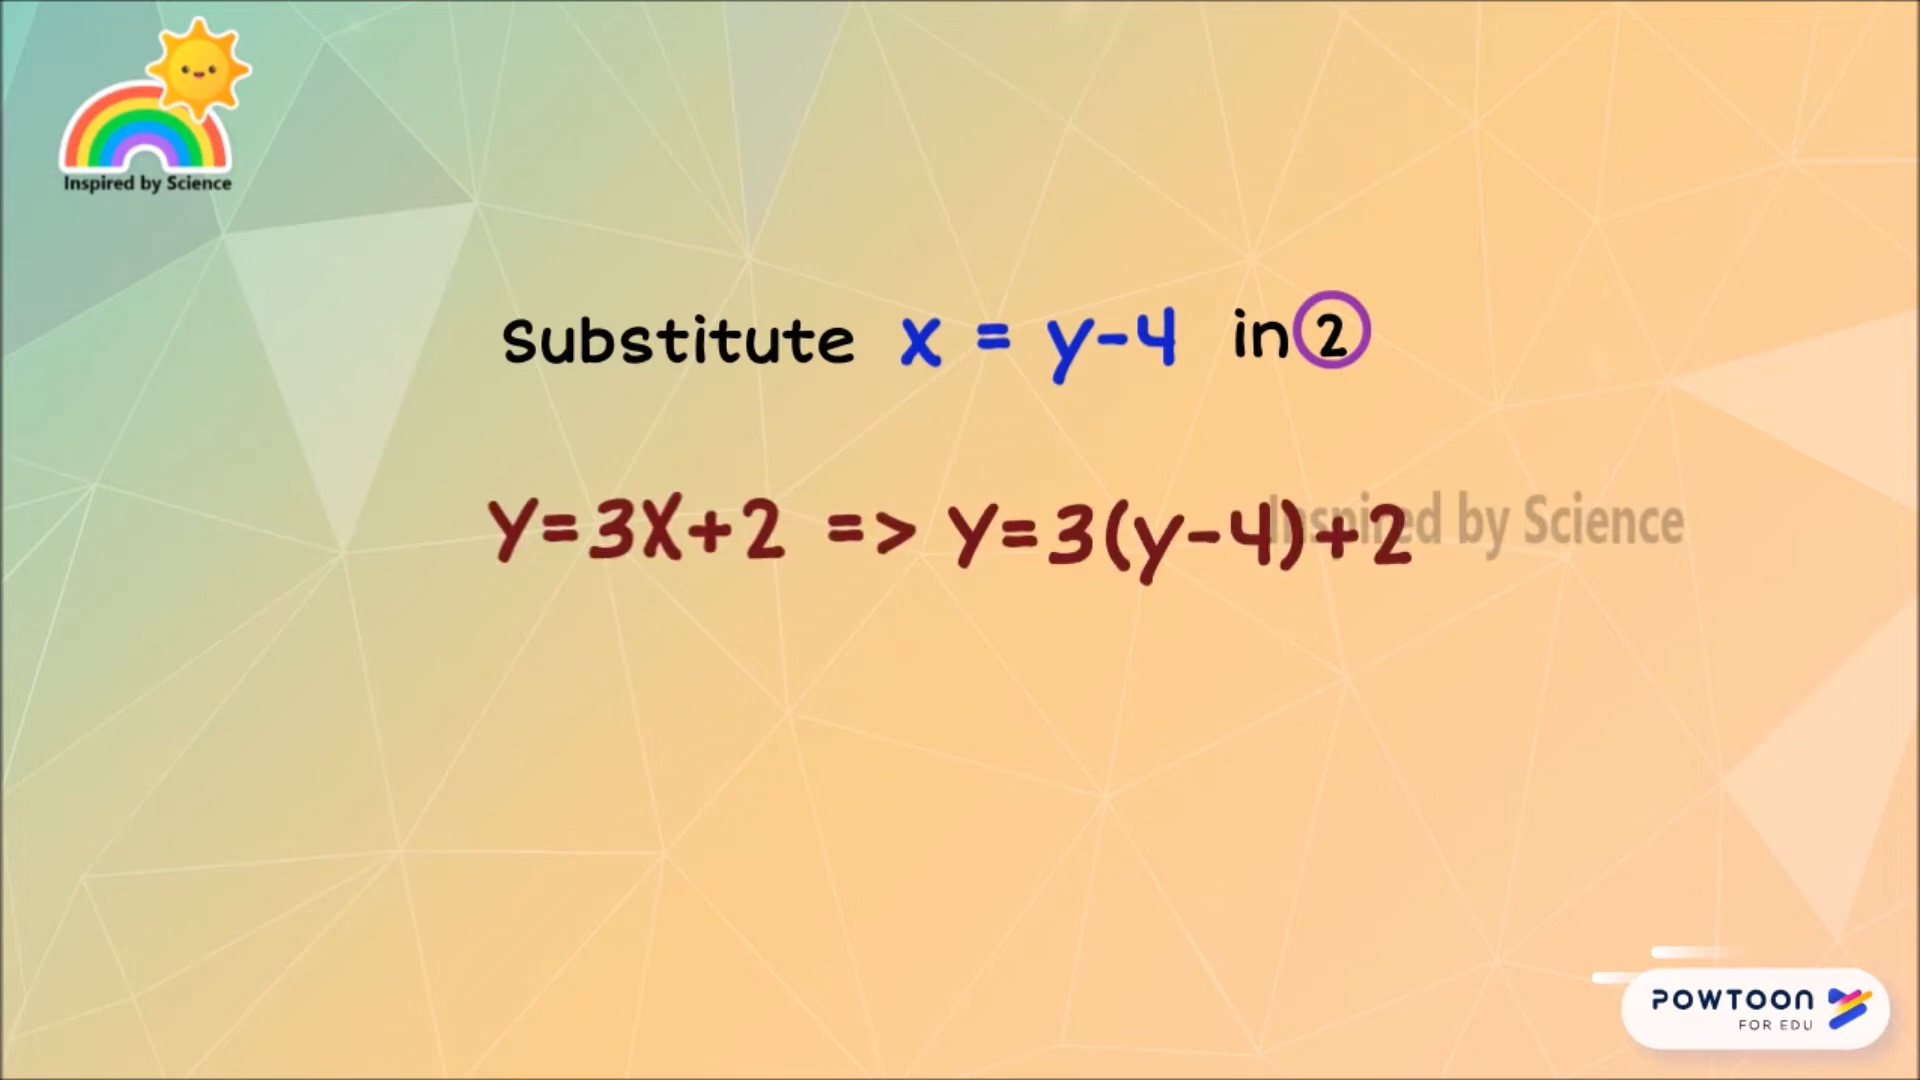 Inspired by Science
Substitute x = y-4 in 2
Y=3X+2 => Y=3(y-4)+2
Inspired by Science
POWTOON
FOR EDU